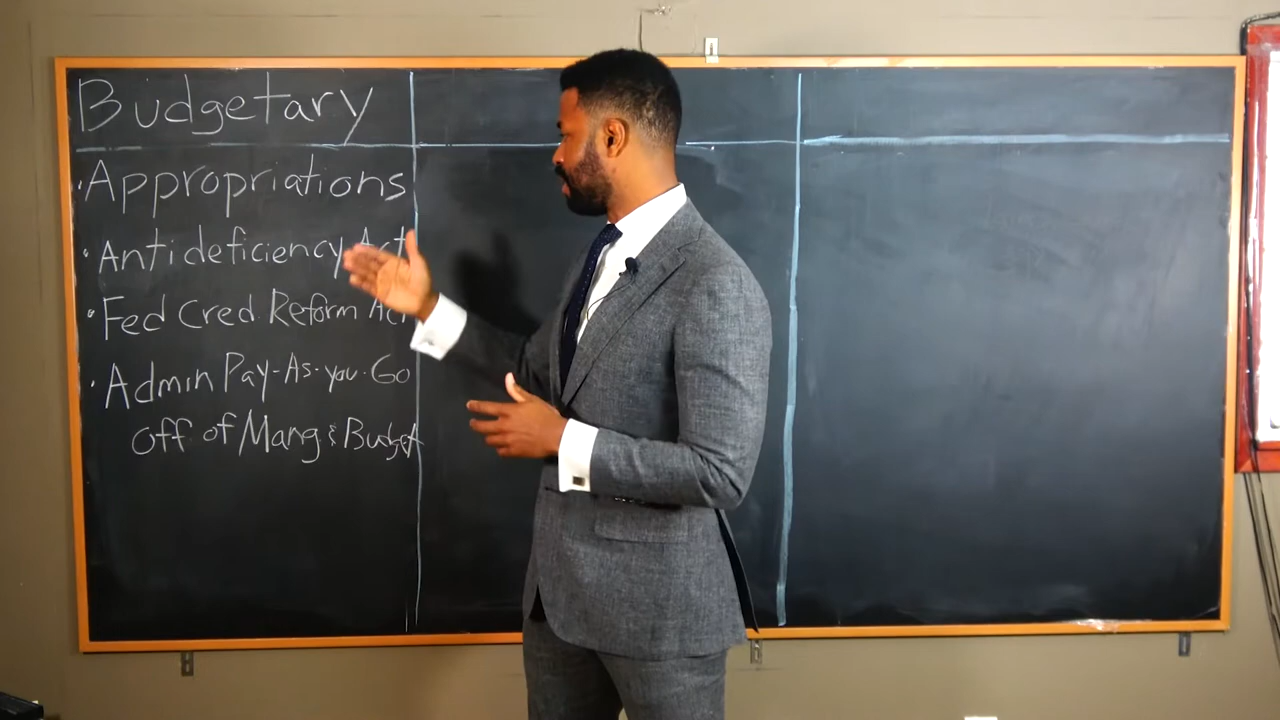 Budgetary
· Appropriations
· Antideficiency Act
· Fed Cred Reform Act
· Admin Pay-As-you-Go
Off of Mang & Budget